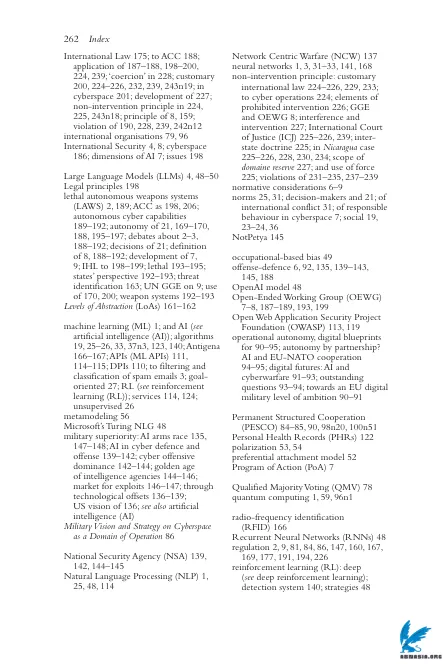 262 Index
International Law 175; to ACC 188;
application of 187–188, 198–200,
224, 239; 'coercion' in 228; customary
200, 224–226, 232, 239, 243n19; in
cyberspace 201; development of 227;
non-intervention principle in 224,
225, 243n18; principle of 8, 159;
violation of 190, 228, 239, 242n12
international organisations 79, 96
International Security 4, 8; cyberspace
186; dimensions of AI 7; issues 198
Large Language Models (LLMs) 4, 48–50
Legal principles 198
lethal autonomous weapons systems
(LAWS) 2, 189; ACC as 198, 206;
autonomous cyber capabilities
189–192; autonomy of 21, 169–170,
188, 195–197; debates about 2–3,
188–192; decisions of 21; definition
of 8, 188–192; development of 7,
9; IHL to 198–199; lethal 193–195;
states' perspective 192–193; threat
identification 163; UN GGE on 9; use
of 170, 200; weapon systems 192–193
Levels of Abstraction (LoAs) 161–162
machine learning (ML) 1; and AI (see
artificial intelligence (AI)); algorithms
19, 25–26, 33, 37n3, 123, 140; Antigena
166–167; APIs (ML APIs) 111,
114–115; DPIs 110; to filtering and
classification of spam emails 3; goal-
oriented 27; RL (see reinforcement
learning (RL)); services 114, 124;
unsupervised 26
metamodeling 56
Microsoft's Turing NLG 48
military superiority: AI arms race 135,
147–148; AI in cyber defence and
offense 139–142; cyber offensive
dominance 142–144; golden age
of intelligence agencies 144–146;
market for exploits 146–147; through
technological offsets 136–139;
US vision of 136; see also artificial
intelligence (AI)
Military Vision and Strategy on Cyberspace
as a Domain of Operation 86
National Security Agency (NSA) 139,
142, 144–145
Natural Language Processing (NLP) 1,
25, 48, 114
Network Centric Warfare (NCW) 137
neural networks 1, 3, 31–33, 141, 168
non-intervention principle: customary
international law 224–226, 229, 233;
to cyber operations 224; elements of
prohibited intervention 226; GGE
and OEWG 8; interference and
intervention 227; International Court
of Justice (ICJ) 225–226, 239; inter-
state doctrine 225; in Nicaragua case
225–226, 228, 230, 234; scope of
domaine reserve 227; and use of force
225; violations of 231–235, 237–239
normative considerations 6–9
norms 25, 31; decision-makers and 21; of
international conflict 31; of responsible
behaviour in cyberspace 7; social 19,
23–24, 36
NotPetya 145
occupational-based bias 49
offense-defence 6, 92, 135, 139–143,
145, 188
OpenAI model 48
Open-Ended Working Group (OEWG)
7–8, 187–189, 193, 199
Open Web Application Security Project
Foundation (OWASP) 113, 119
operational autonomy, digital blueprints
for 90–95; autonomy by partnership?
AI and EU-NATO cooperation
94–95; digital futures: AI and
cyberwarfare 91–93; outstanding
questions 93–94; towards an EU digital
military level of ambition 90–91
Permanent Structured Cooperation
(PESCO) 84–85, 90, 98n20, 100n51
Personal Health Records (PHRs) 122
polarization 53, 54
preferential attachment model 52
Program of Action (PoA) 7
Qualified Majority Voting (QMV) 78
quantum computing 1, 59, 96n1
radio-frequency identification
(RFID) 166
Recurrent Neural Networks (RNNs) 48
regulation 2, 9, 81, 84, 86, 147, 160, 167,
169, 177, 191, 194, 226
reinforcement learning (RL): deep
(see deep reinforcement learning);
detection system 140; strategies 48